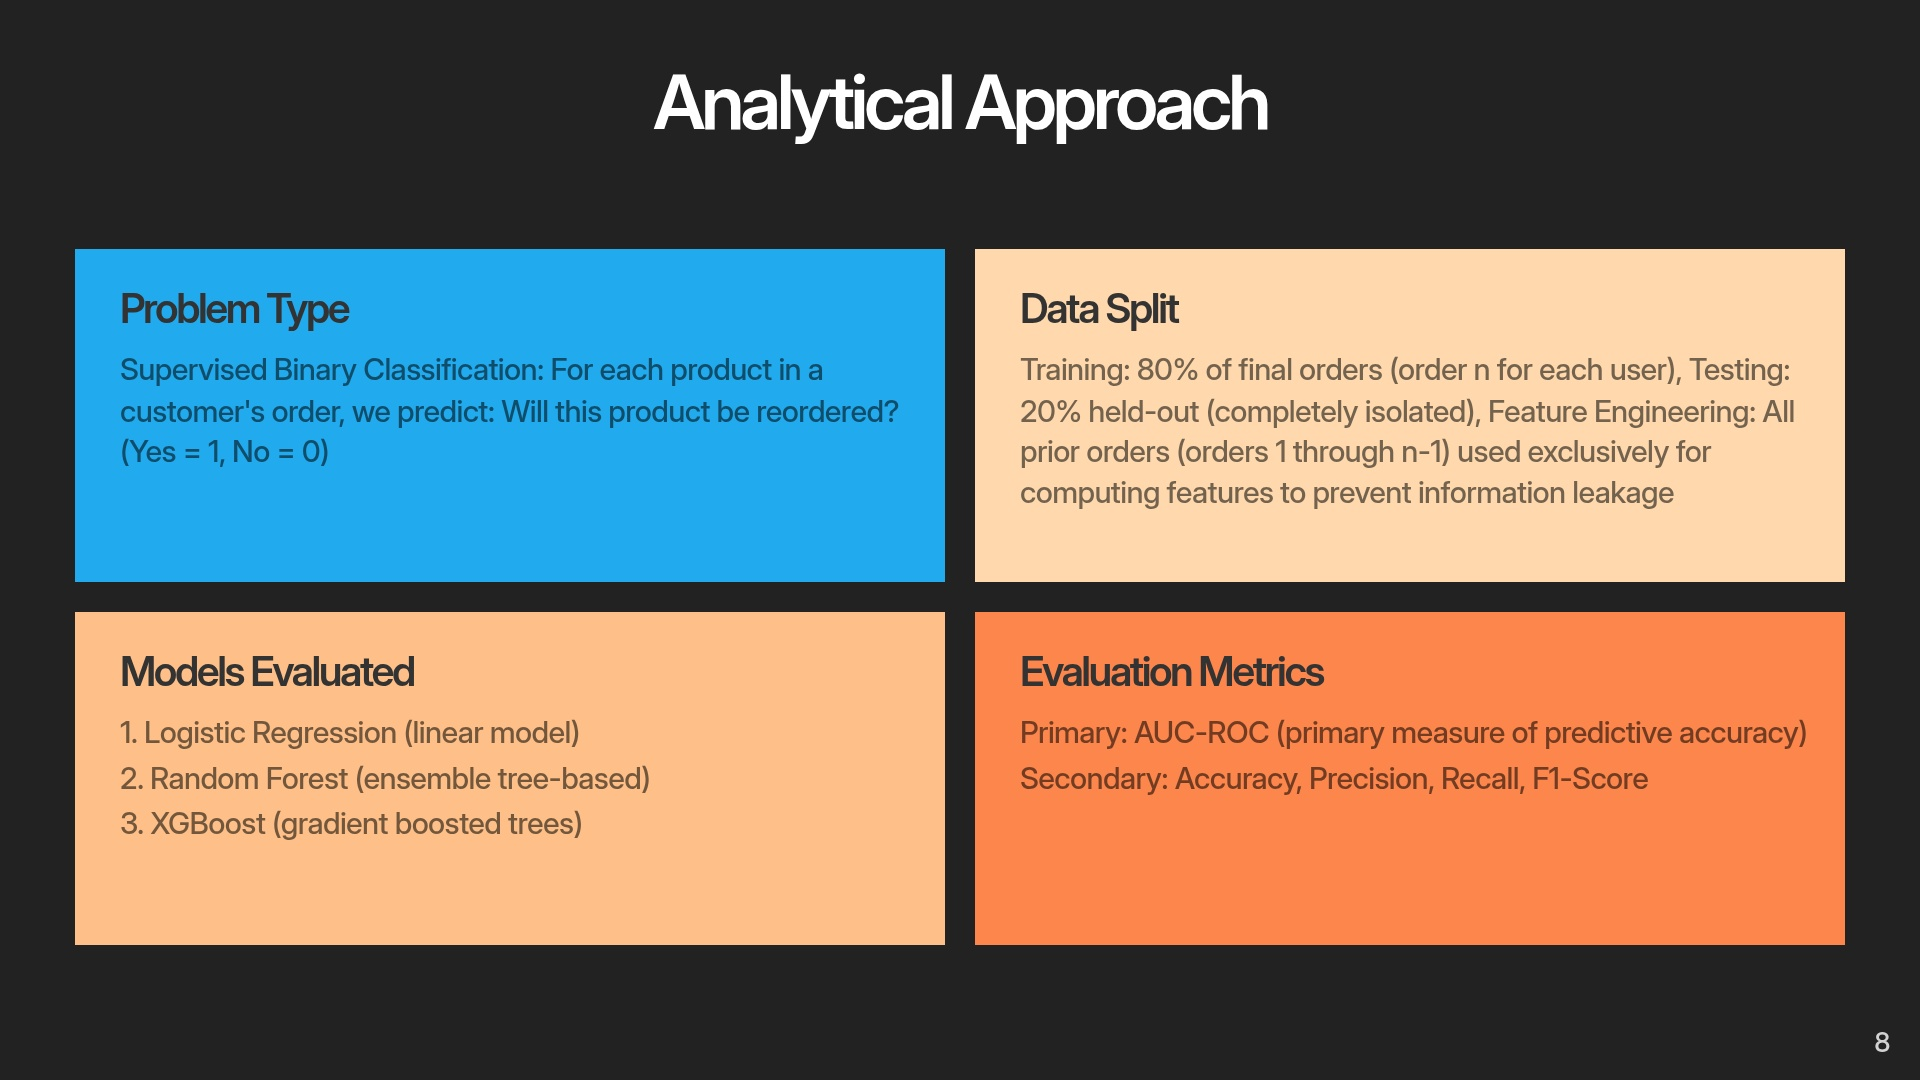 Analytical Approach
Problem Type
Supervised Binary Classification: For each product in a
customer's order, we predict: Will this product be reordered?
(Yes = 1, No = 0)
Data Split
Training: 80% of final orders (order n for each user), Testing:
20% held-out (completely isolated), Feature Engineering: All
prior orders (orders 1 through n-1) used exclusively for
computing features to prevent information leakage
Models Evaluated
1. Logistic Regression (linear model)
2. Random Forest (ensemble tree-based)
3. XGBoost (gradient boosted trees)
Evaluation Metrics
Primary: AUC-ROC (primary measure of predictive accuracy)
Secondary: Accuracy, Precision, Recall, F1-Score
8